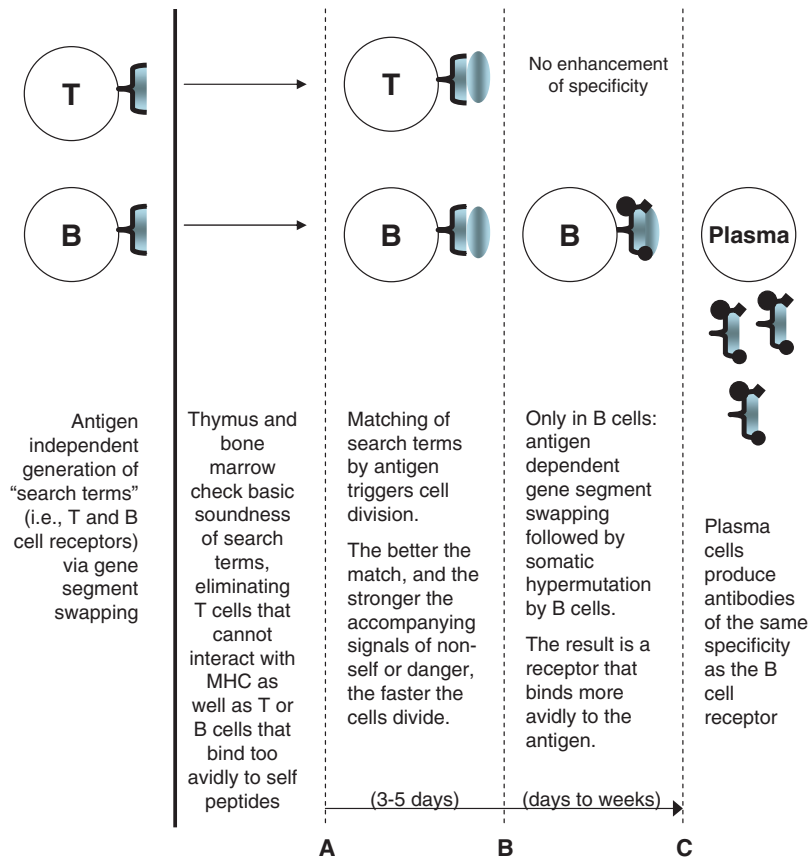 T
T
No enhancement
of specificity
B
B
B
Plasma
Antigen
independent
generation of
“search terms”
(i.e., T and B
cell receptors)
via gene
segment
swapping
Thymus and
bone
marrow
check basic
soundness
of search
terms,
eliminating
T cells that
cannot
interact with
MHC as
well as T or
B cells that
bind too
avidly to self
peptides
Matching of
search terms
by antigen
triggers cell
division.
The better the
match, and the
stronger the
accompanying
signals of non-
self or danger,
the faster the
cells divide.
Only in B cells:
antigen
dependent
gene segment
swapping
followed by
somatic
hypermutation
by B cells.
The result is a
receptor that
binds more
avidly to the
antigen.
Plasma
cells
produce
antibodies
of the same
specificity
as the B
cell
receptor
(3-5 days)
(days to weeks)
A
B
C